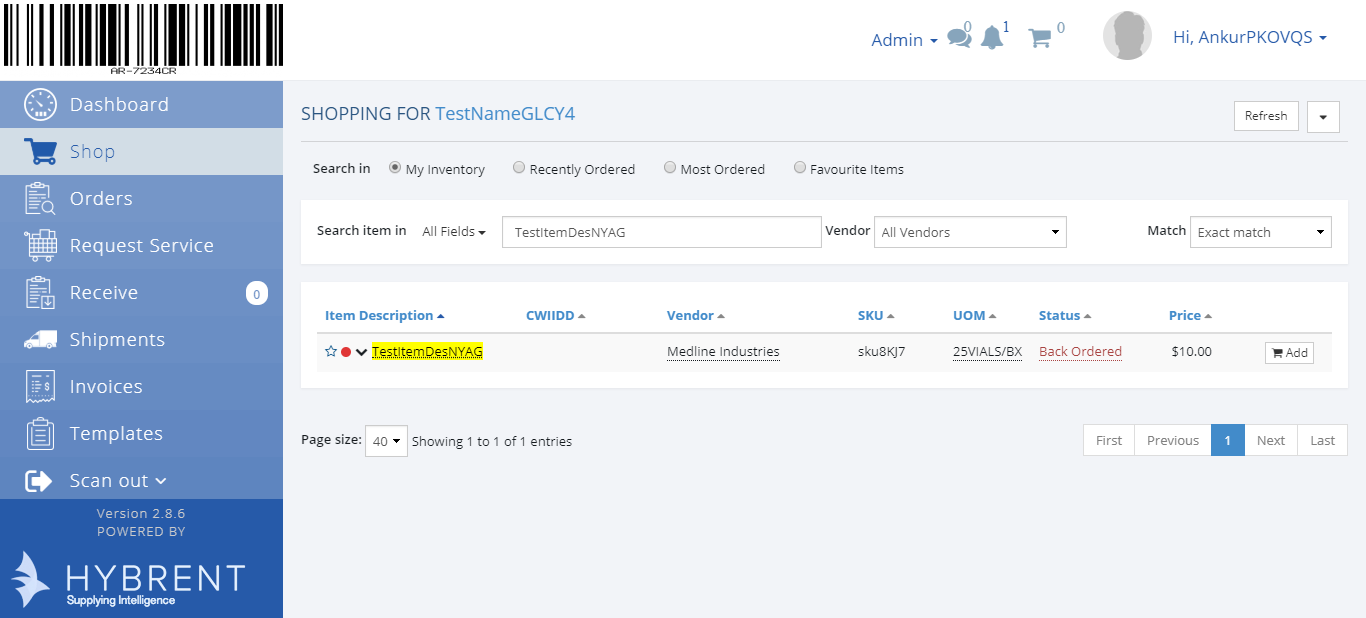 AR-7234CR
Admin
0
1
0
Hi, AnkurPKOVQS
Dashboard
Shop
Orders
Request Service
Receive 0
Shipments
Invoices
Templates
Scan out
Version 2.8.6
POWERED BY
HYBRENT
Supplying Intelligence
SHOPPING FOR TestNameGLCY4
Refresh
Search in My Inventory Recently Ordered Most Ordered Favourite Items
Search item in All Fields TestItemDesNYAG Vendor All Vendors Match Exact match
Item Description CWIIDD Vendor SKU UOM Status Price
TestItemDesNYAG Medline Industries sku8KJ7 25VIALS/BX Back Ordered $10.00 Add
Page size: 40 Showing 1 to 1 of 1 entries First Previous 1 Next Last